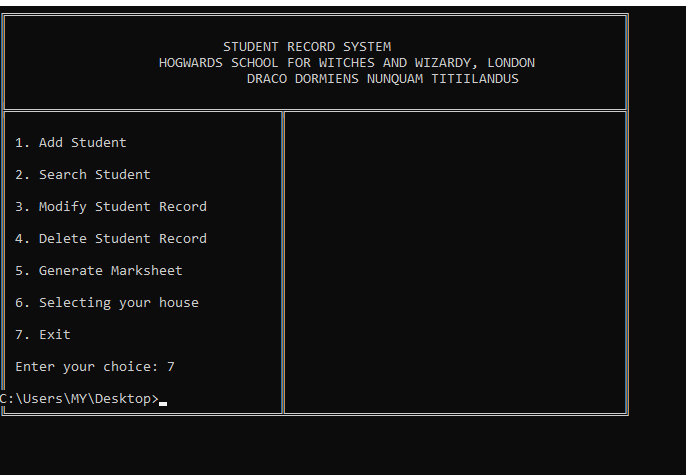 STUDENT RECORD SYSTEM
HOGWARDS SCHOOL FOR WITCHES AND WIZARDY, LONDON
DRACO DORMIENS NUNQUAM TITIILANDUS
1. Add Student
2. Search Student
3. Modify Student Record
4. Delete Student Record
5. Generate Marksheet
6. Selecting your house
7. Exit
Enter your choice: 7
C:\Users\MY\Desktop>